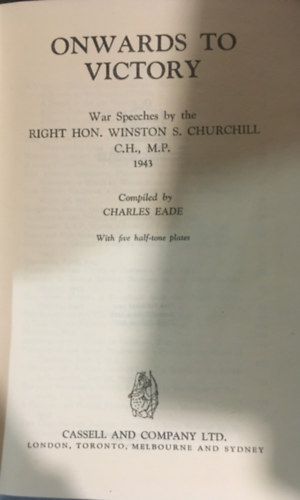 ONWARDS TO
VICTORY
War Speeches by the
RIGHT HON. WINSTON S. CHURCHILL
C.H., M.P.
1943
Compiled by
CHARLES EADE
With five half-tone plates
CASSELL AND COMPANY LTD.
LONDON, TORONTO, MELBOURNE AND SYDNEY